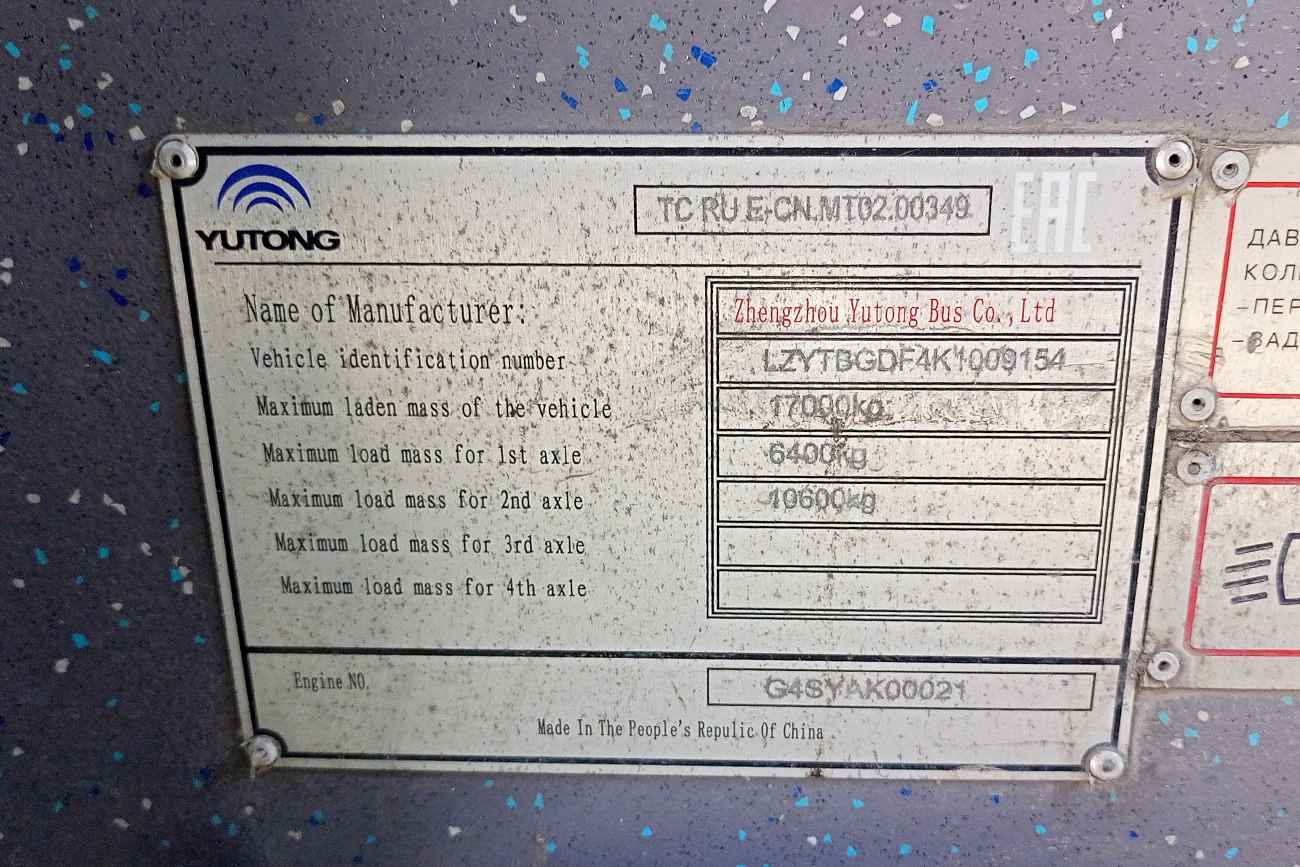 YUTONG
TC RU E-CN.MT02.00349
EAC
Name of Manufacturer: Zhengzhou Yutong Bus Co.,Ltd
Vehicle identification number LZYTBGDF4K1009154
Maximum laden mass of the vehicle 17000kg
Maximum load mass for 1st axle 6400kg
Maximum load mass for 2nd axle 10600kg
Maximum load mass for 3rd axle
Maximum load mass for 4th axle
Engine NO. G4SYAK00021
Made In The People's Repulic Of China
ДАВ
КОЛ
-ПЕР
-ЗАД